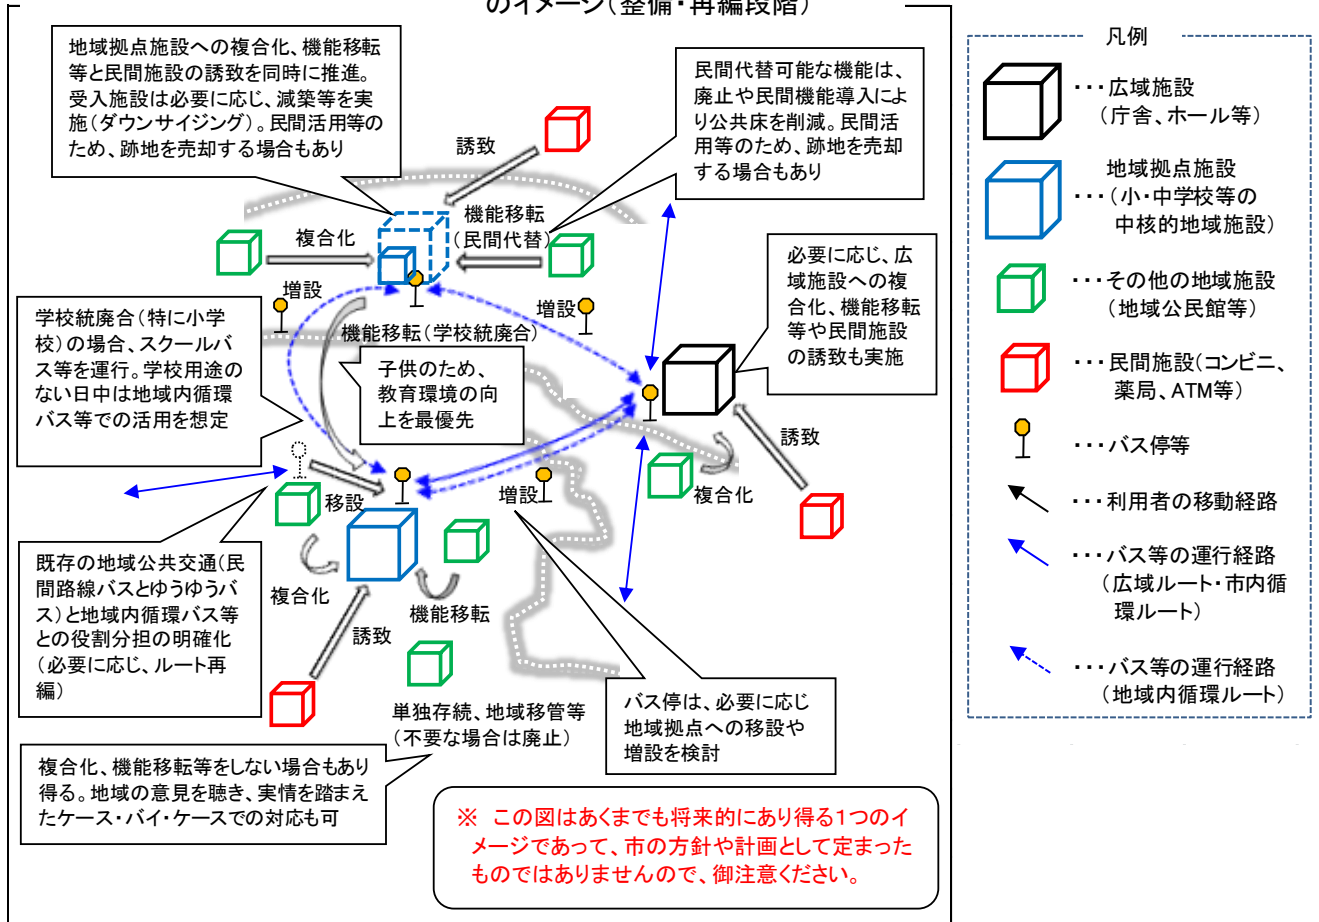 のイメージ（整備・再編段階）
地域拠点施設への複合化、機能移転
等と民間施設の誘致を同時に推進。
受入施設は必要に応じ、減築等を実
施（ダウンサイジング）。民間活用等の
ため、跡地を売却する場合もあり
民間代替可能な機能は、
廃止や民間機能導入によ
り公共床を削減。民間活
用等のため、跡地を売却
する場合もあり
誘致
複合化
機能移転
（民間代替）
増設
増設
機能移転（学校統廃合）
必要に応じ、広
域施設への複
合化、機能移転
等や民間施設
の誘致も実施
学校統廃合（特に小学
校）の場合、スクールバ
ス等を運行。学校用途の
ない日中は地域内循環
バス等での活用を想定
子供のため、
教育環境の向
上を最優先
誘致
複合化
移設
増設
既存の地域公共交通（民
間路線バスとゆうゆうバ
ス）と地域内循環バス等
との役割分担の明確化
（必要に応じ、ルート再
編）
複合化
機能移転
誘致
単独存続、地域移管等
（不要な場合は廃止）
バス停は、必要に応じ
地域拠点への移設や
増設を検討
複合化、機能移転等をしない場合もあり
得る。地域の意見を聴き、実情を踏まえ
たケース・バイ・ケースでの対応も可
※ この図はあくまでも将来的にあり得る１つのイ
メージであって、市の方針や計画として定まった
ものではありませんので、御注意ください。
凡例
・・・広域施設
（庁舎、ホール等）
地域拠点施設
・・・（小・中学校等の
中核的地域施設）
・・・その他の地域施設
（地域公民館等）
・・・民間施設（コンビニ、
薬局、ATM等）
・・・バス停等
・・・利用者の移動経路
・・・バス等の運行経路
（広域ルート・市内循
環ルート）
・・・バス等の運行経路
（地域内循環ルート）